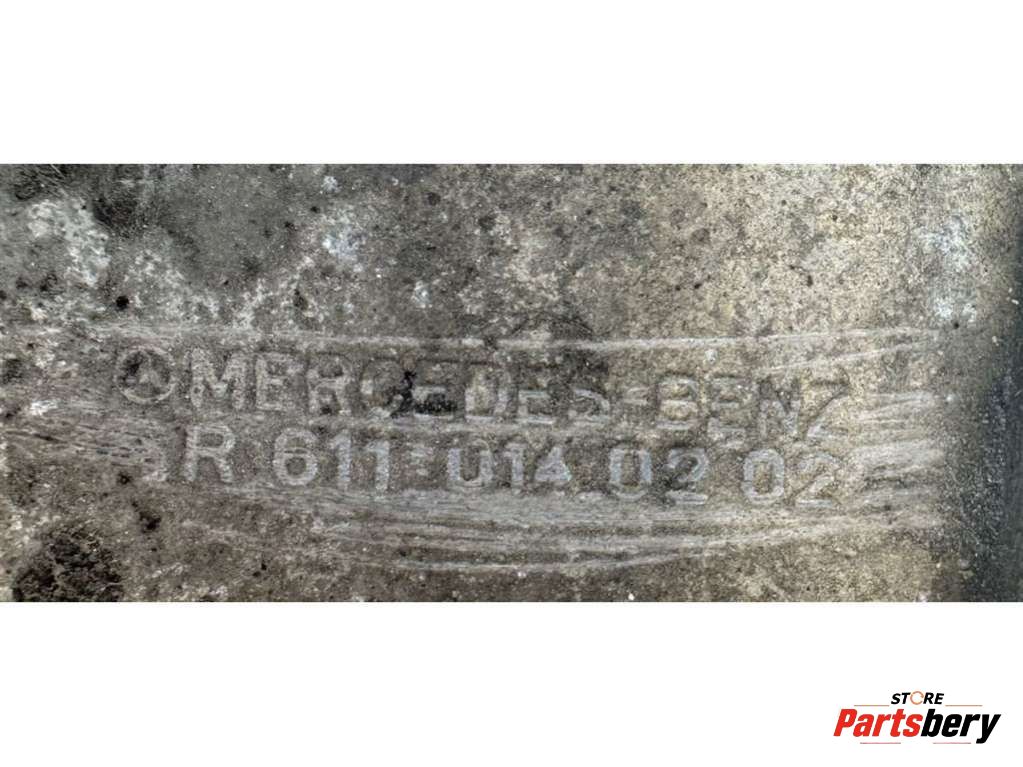 MERCEDES-BENZ
R 611 014 02 02
STORE
Partsbery